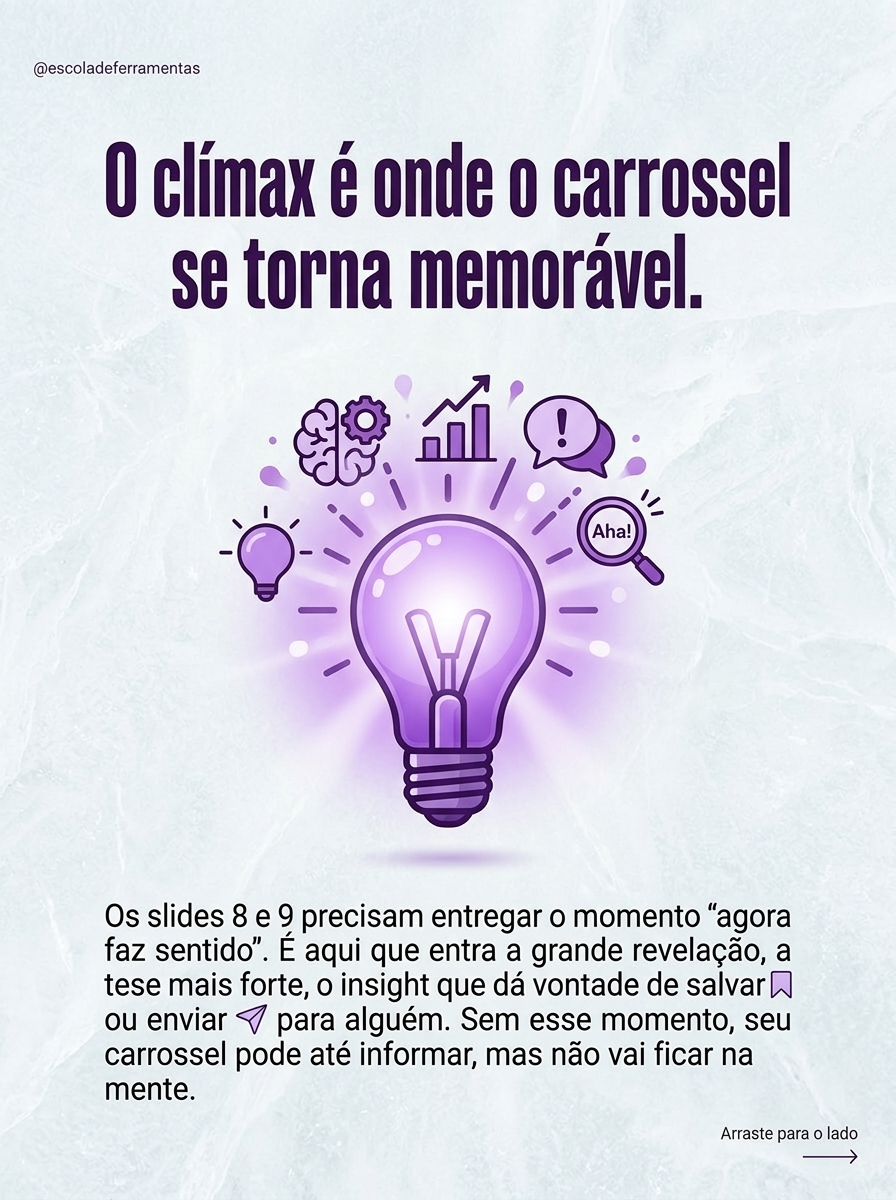 @escoladeferramentas
O clímax é onde o carrossel
se torna memorável.
Aha!
Os slides 8 e 9 precisam entregar o momento “agora
faz sentido”. É aqui que entra a grande revelação, a
tese mais forte, o insight que dá vontade de salvar
ou enviar para alguém. Sem esse momento, seu
carrossel pode até informar, mas não vai ficar na
mente.
Arraste para o lado